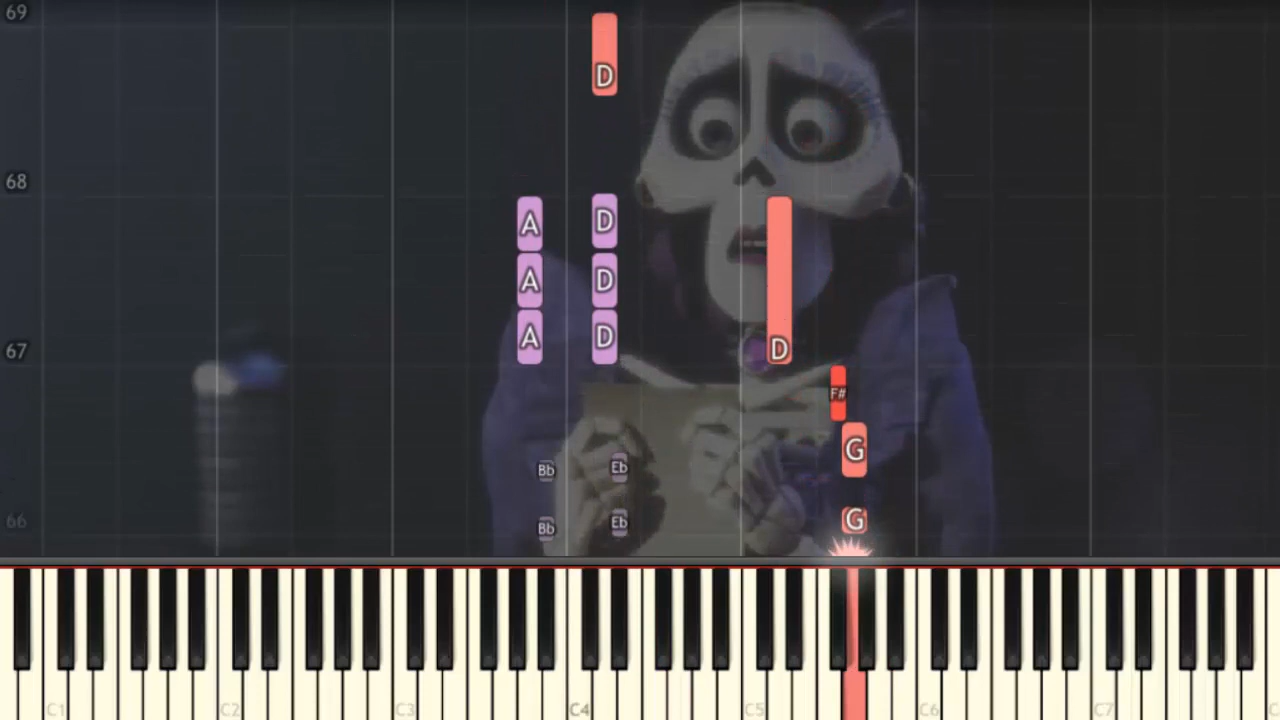 69
D
68
A D
A D
67
A D D
F#
G
Bb Eb
66
G
Bb Eb
C1 C2 C3 C4 C5 C6 C7 C